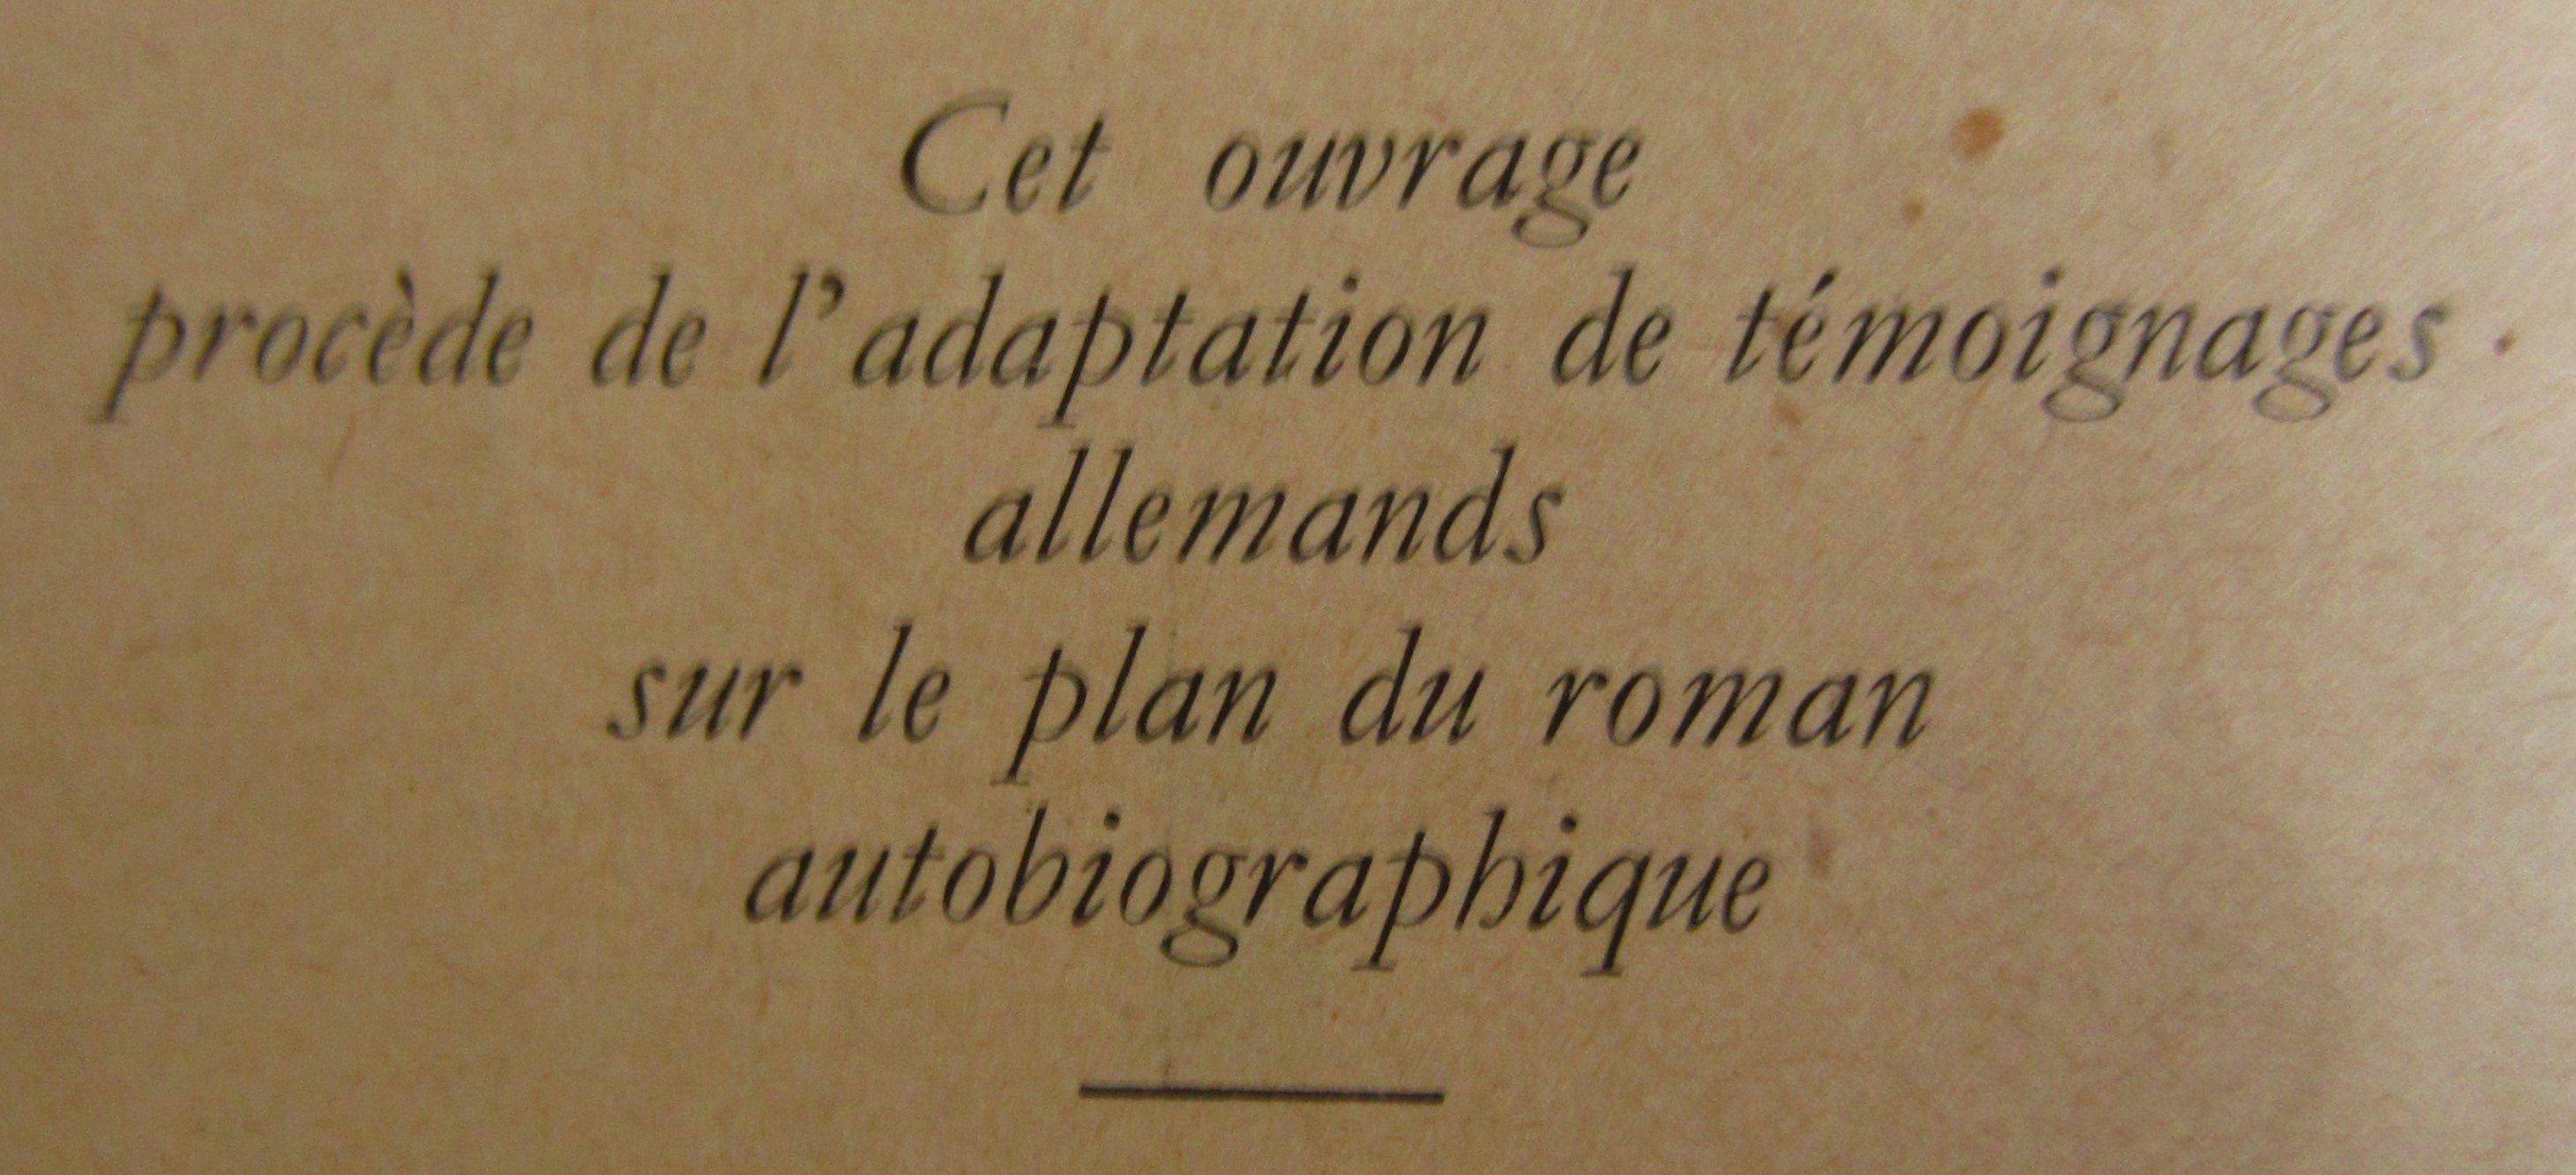 Cet ouvrage
procède de l'adaptation de témoignages
allemands
sur le plan du roman
autobiographique